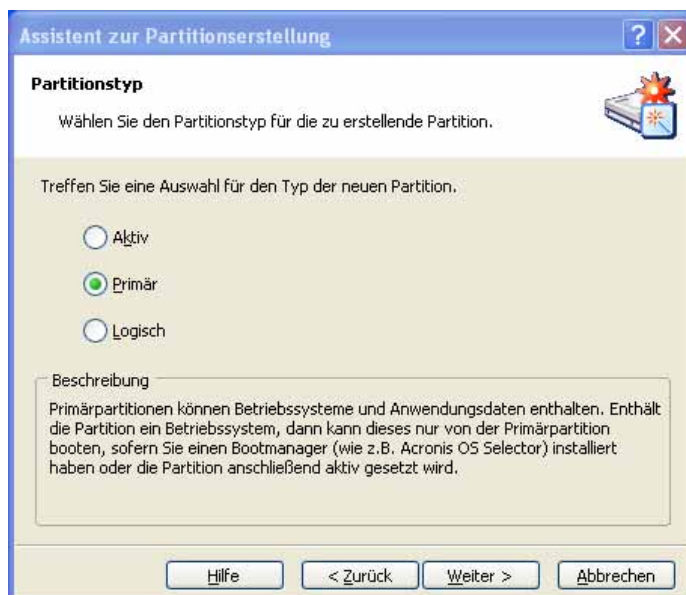 Assistent zur Partitionserstellung
Partitionstyp
Wählen Sie den Partitionstyp für die zu erstellende Partition.
Treffen Sie eine Auswahl für den Typ der neuen Partition.
Aktiv
Primär
Logisch
Beschreibung
Primärpartitionen können Betriebssysteme und Anwendungsdaten enthalten. Enthält
die Partition ein Betriebssystem, dann kann dieses nur von der Primärpartition
booten, sofern Sie einen Bootmanager (wie z.B. Acronis OS Selector) installiert
haben oder die Partition anschließend aktiv gesetzt wird.
Hilfe < Zurück Weiter > Abbrechen